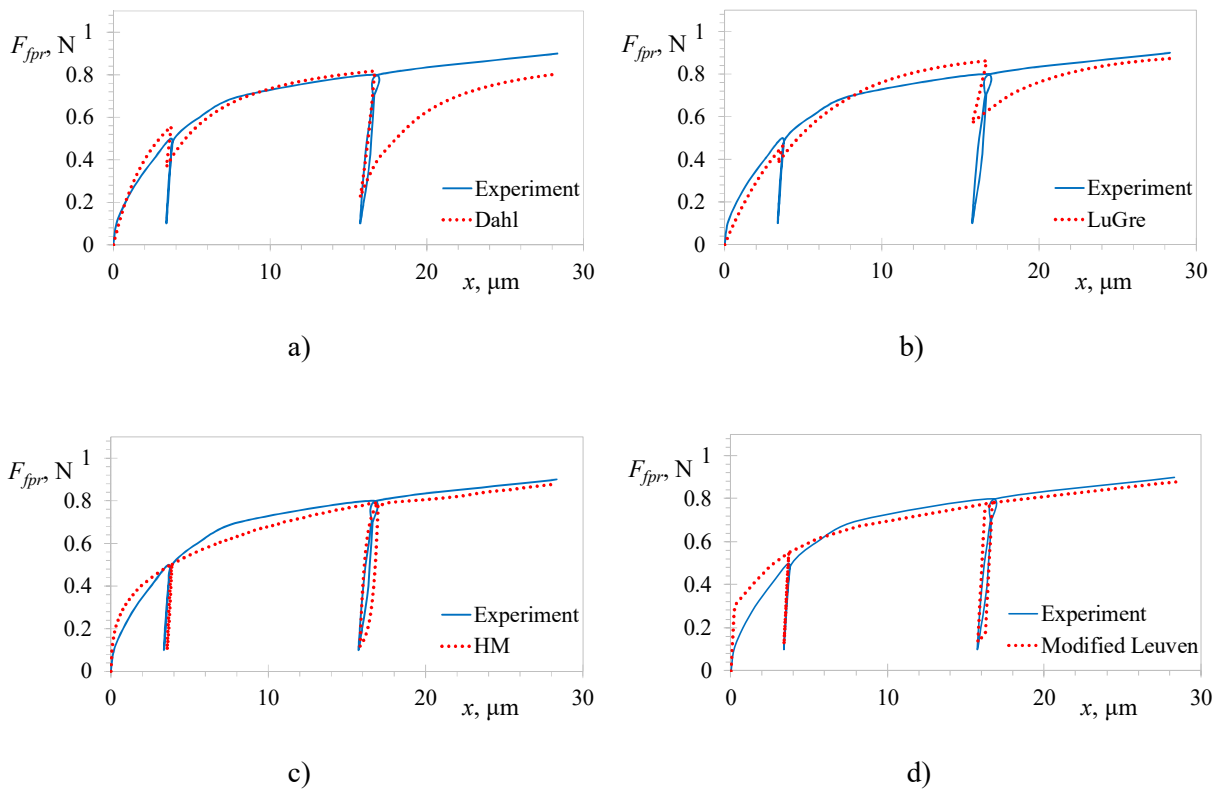 F_fpr, N
1
0.8
0.6
0.4
0.2
0
Experiment
Dahl
0 10 20 30
x, μm
a)
F_fpr, N
1
0.8
0.6
0.4
0.2
0
Experiment
LuGre
0 10 20 30
x, μm
b)
F_fpr, N
1
0.8
0.6
0.4
0.2
0
Experiment
HM
0 10 20 30
x, μm
c)
F_fpr, N
1
0.8
0.6
0.4
0.2
0
Experiment
Modified Leuven
0 10 20 30
x, μm
d)